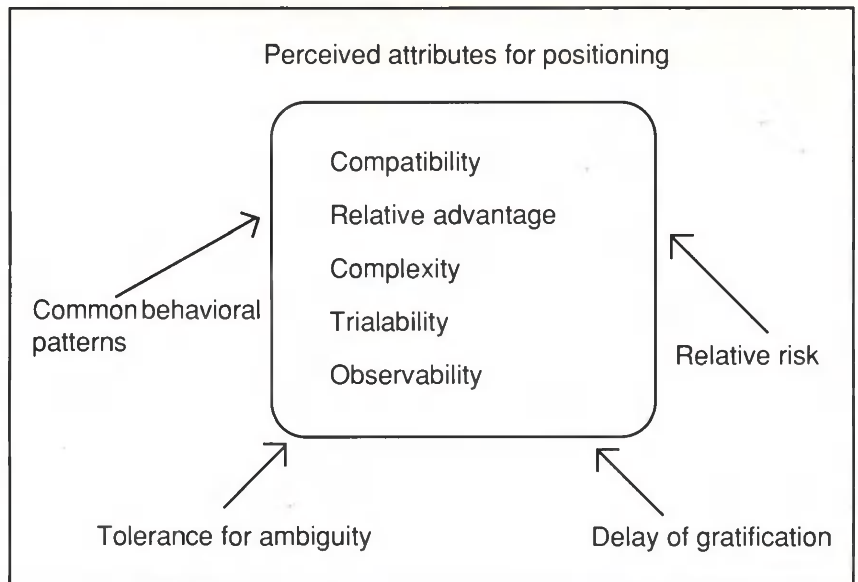 Perceived attributes for positioning
Compatibility
Relative advantage
Complexity
Trialability
Observability
Common behavioral
patterns
Relative risk
Tolerance for ambiguity
Delay of gratification